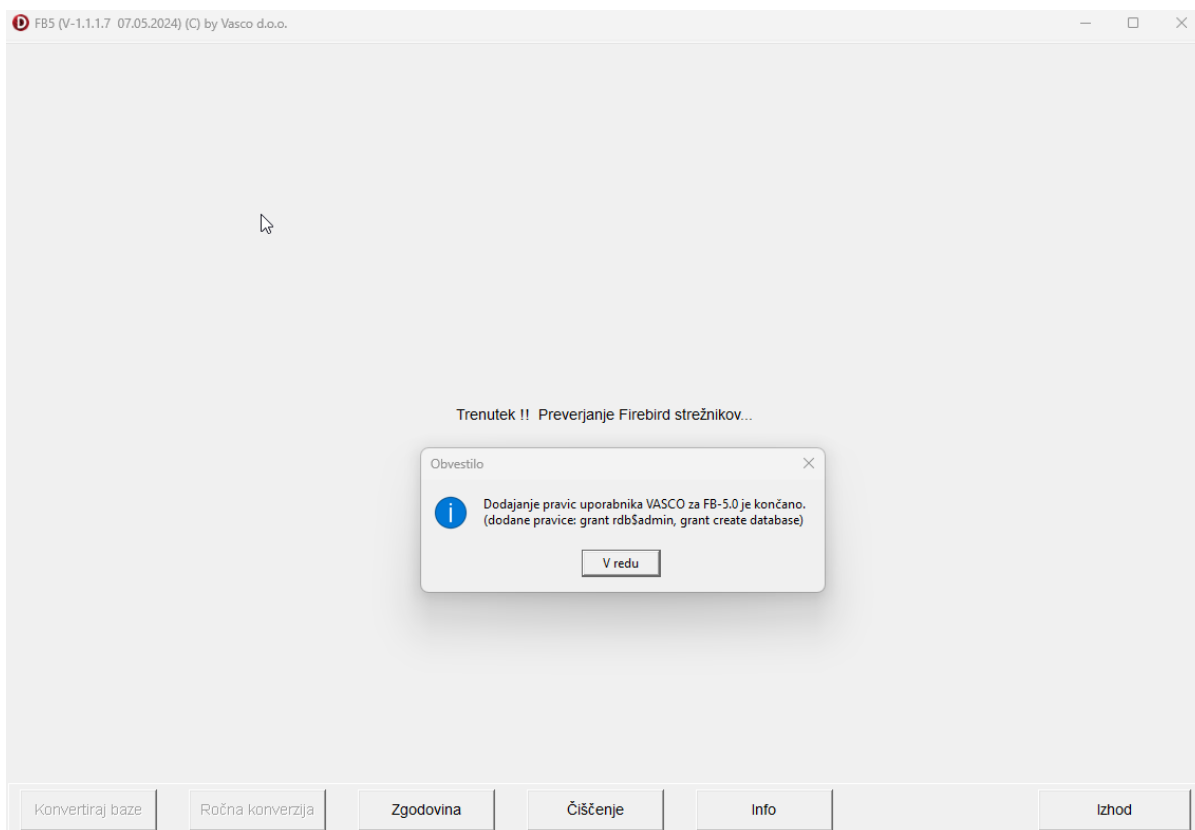 FB5 (V-1.1.1.7 07.05.2024) (C) by Vasco d.o.o.
Trenutek !! Preverjanje Firebird strežnikov...
Obvestilo
Dodajanje pravic uporabnika VASCO za FB-5.0 je končano.
(dodane pravice: grant rdb$admin, grant create database)
V redu
Konvertiraj baze
Ročna konverzija
Zgodovina
Čiščenje
Info
Izhod